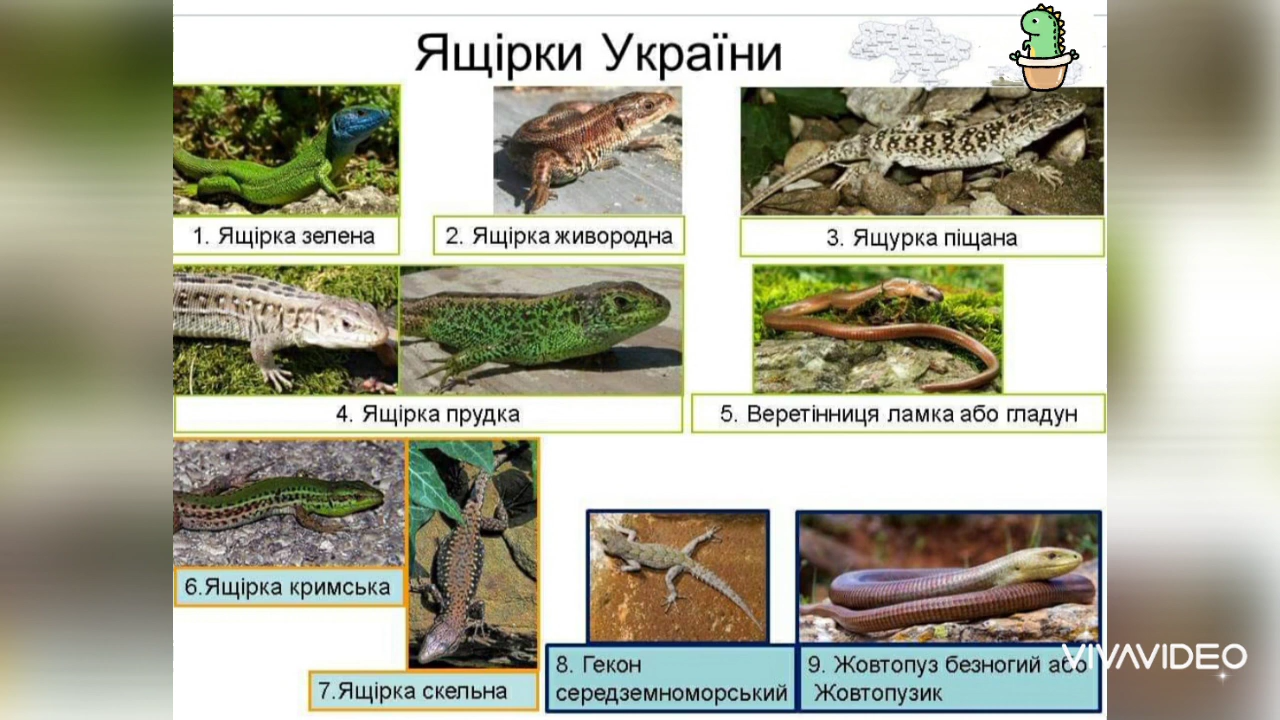 Ящірки України
1. Ящірка зелена
2. Ящірка живородна
3. Ящурка піщана
4. Ящірка прудка
5. Веретінниця ламка або гладун
6.Ящірка кримська
7.Ящірка скельна
8. Гекон
середземноморський
9. Жовтопуз безногий або
Жовтопузик
VIVAVIDEO